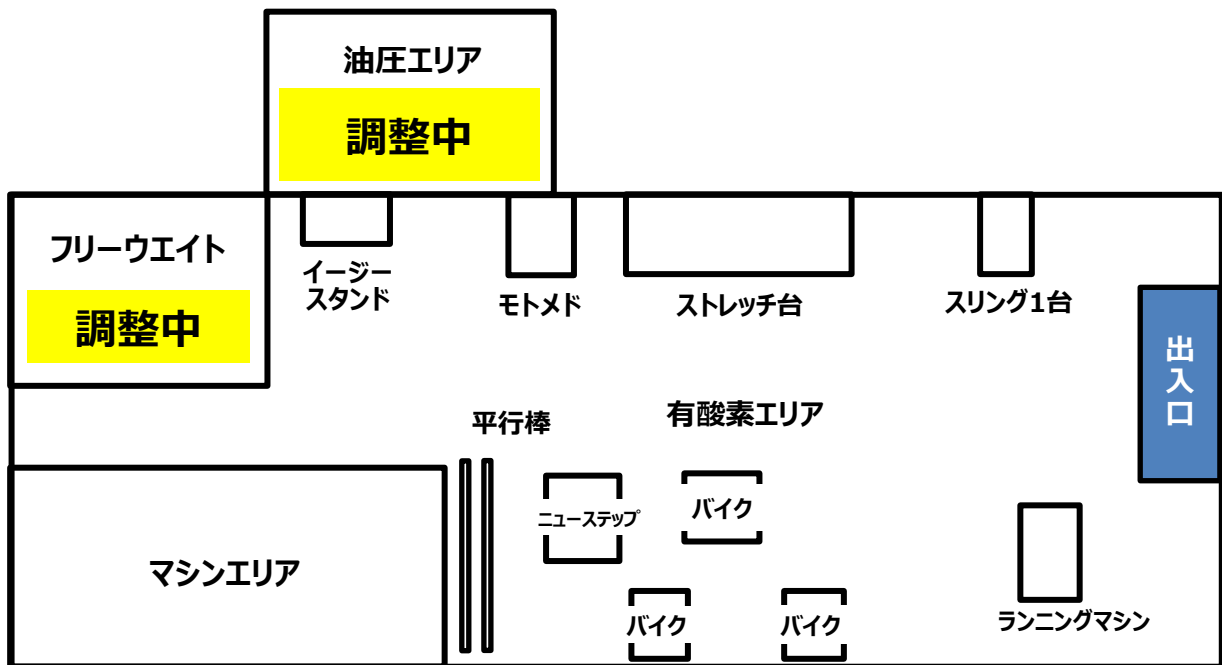 油圧エリア
調整中
フリーウエイト
調整中
イージー
スタンド
モトメド
ストレッチ台
スリング1台
出入口
平行棒
有酸素エリア
ニューステップ
バイク
マシンエリア
バイク
バイク
ランニングマシン